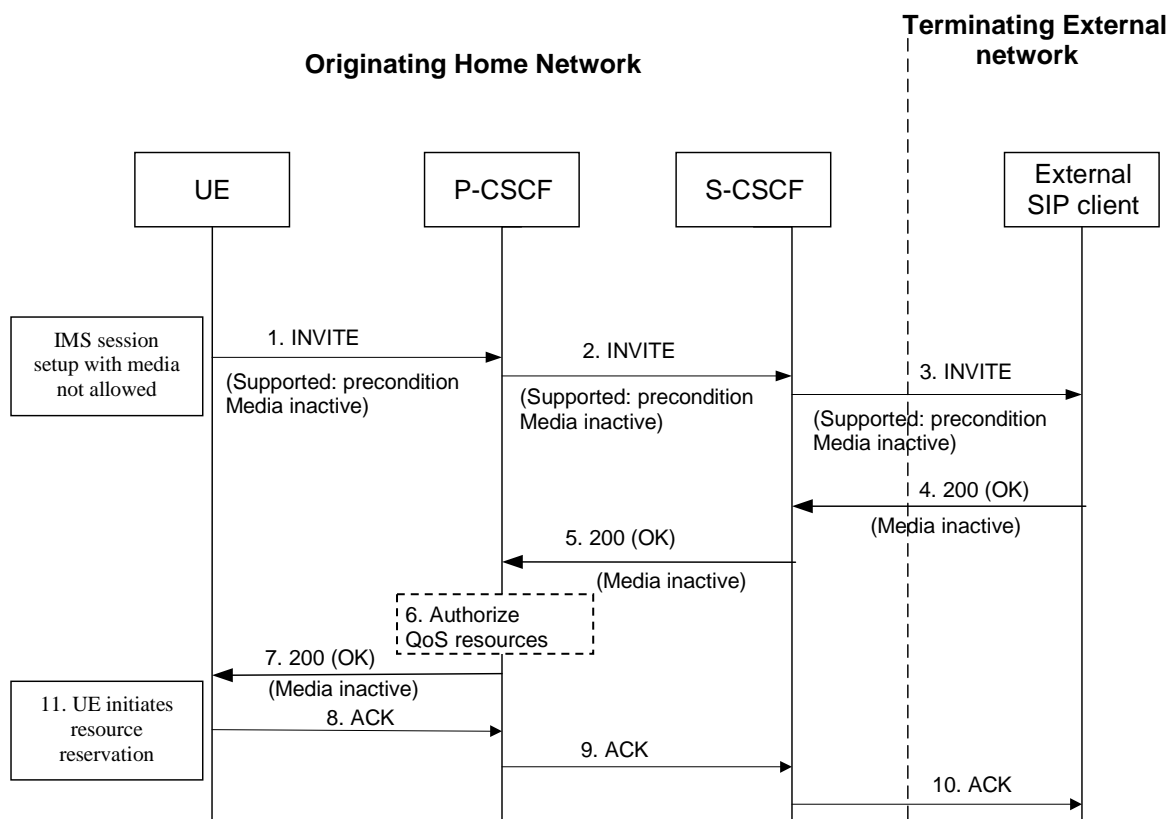 Terminating External
network
Originating Home Network
UE
P-CSCF
S-CSCF
External
SIP client
IMS session
setup with media
not allowed
1. INVITE
(Supported: precondition
Media inactive)
2. INVITE
(Supported: precondition
Media inactive)
3. INVITE
(Supported: precondition
Media inactive)
4. 200 (OK)
(Media inactive)
5. 200 (OK)
(Media inactive)
6. Authorize
QoS resources
7. 200 (OK)
(Media inactive)
11. UE initiates
resource
reservation
8. ACK
9. ACK
10. ACK